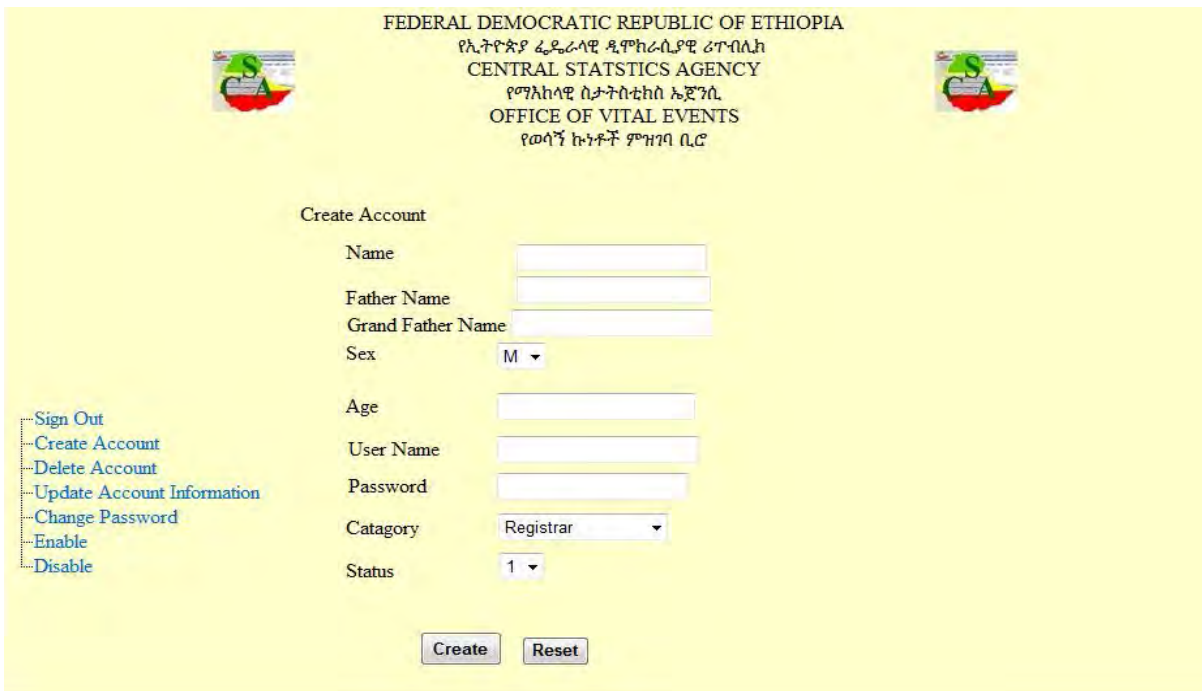 FEDERAL DEMOCRATIC REPUBLIC OF ETHIOPIA
የኢትዮጵያ ፌዴራላዊ ዲሞክራሲያዊ ሪፐብሊክ
SCA
CENTRAL STATSTICS AGENCY
SCA
የማእከላዊ ስታትስቲክስ ኤጀንሲ
OFFICE OF VITAL EVENTS
የወሳኝ ኩነቶች ምዝገባ ቢሮ
Create Account
Name
Father Name
Grand Father Name
Sex M
Age
User Name
Password
Catagory Registrar
Status 1
Sign Out
Create Account
Delete Account
Update Account Information
Change Password
Enable
Disable
Create Reset